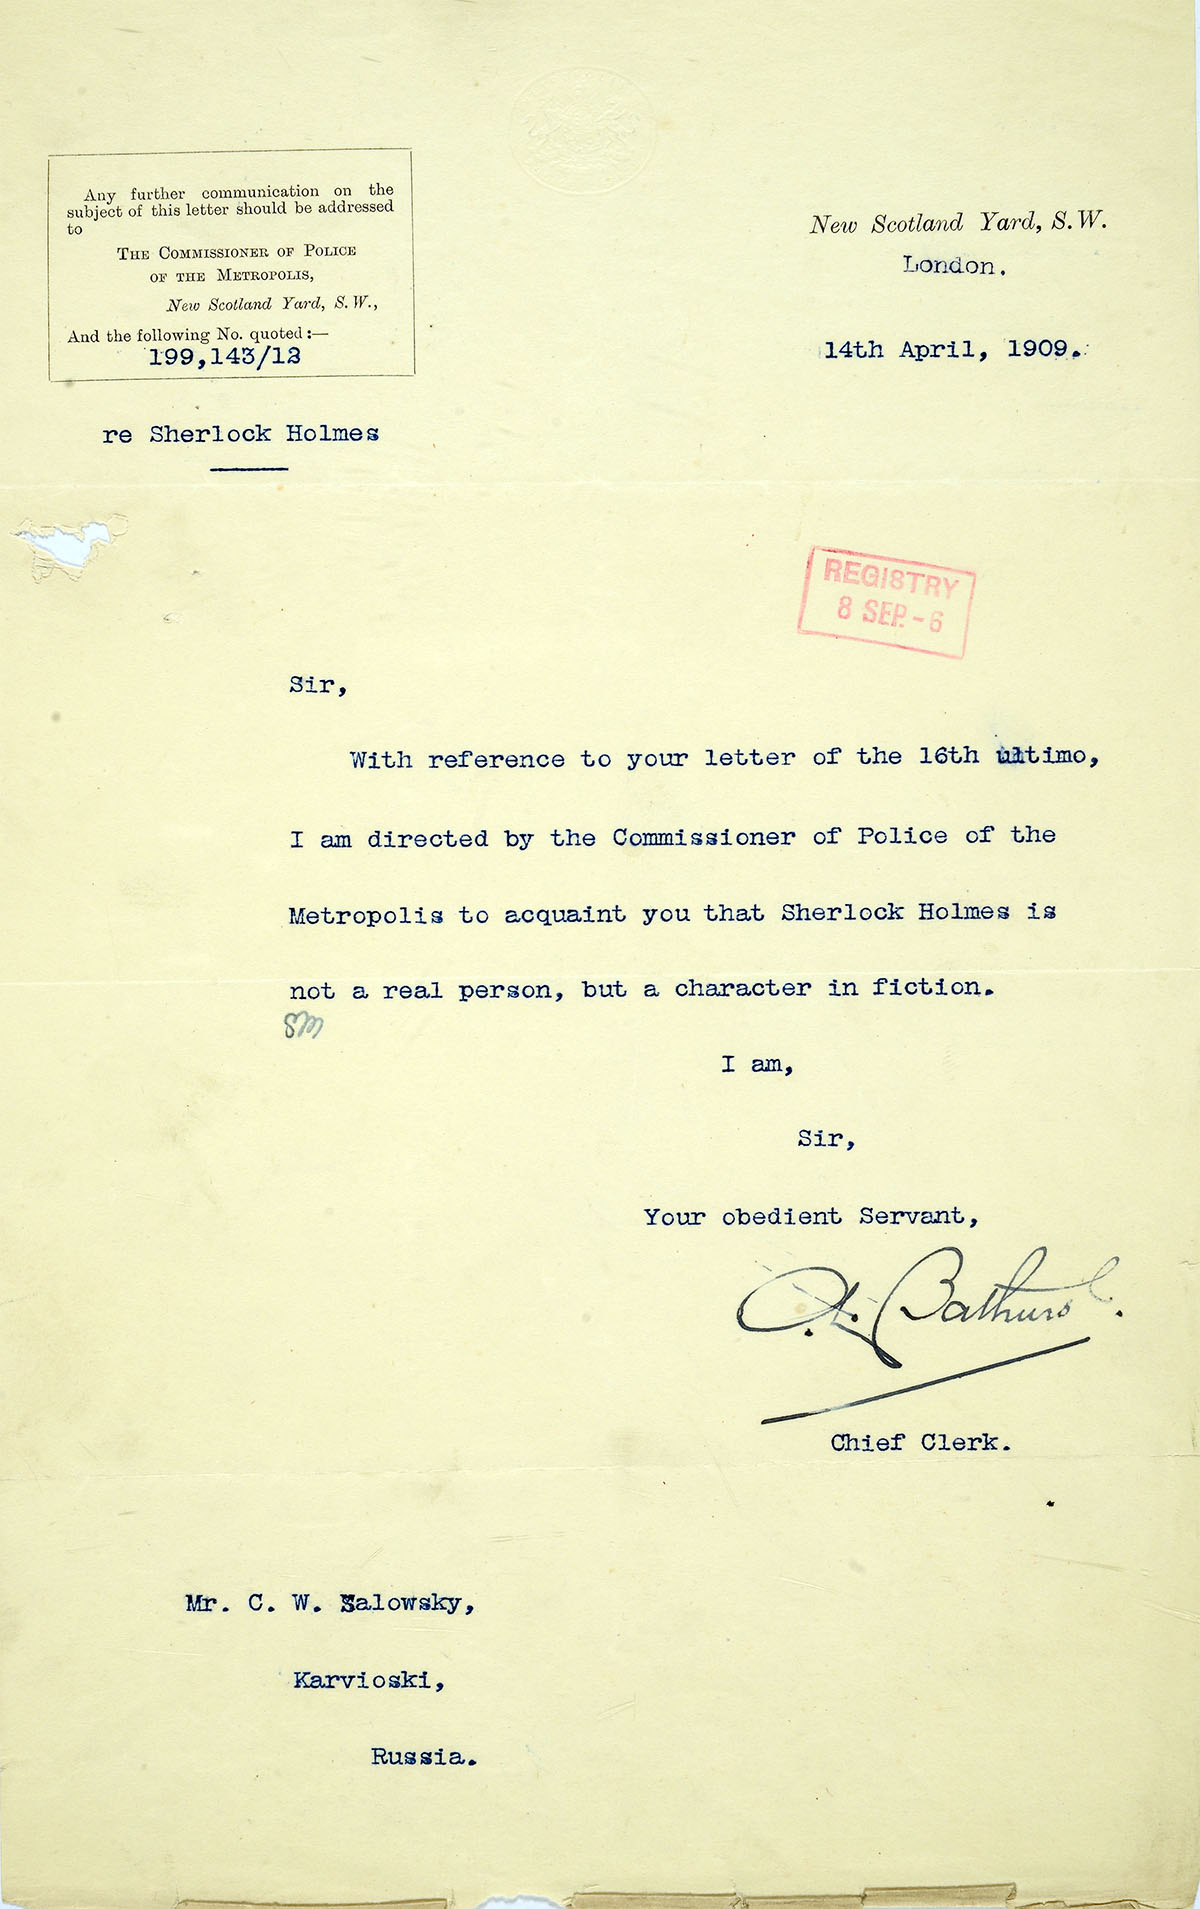 Any further communication on the
subject of this letter should be addressed
to
THE COMMISSIONER OF POLICE
OF THE METROPOLIS,
New Scotland Yard, S.W.,
And the following No. quoted:—
199,143/12
New Scotland Yard, S.W.
London.
14th April, 1909.
re Sherlock Holmes
REGISTRY
8 SEP. - 6
Sir,
With reference to your letter of the 16th ultimo,
I am directed by the Commissioner of Police of the
Metropolis to acquaint you that Sherlock Holmes is
not a real person, but a character in fiction.
I am,
Sir,
Your obedient Servant,
Bathurst.
Chief Clerk.
Mr. C. W. Zalowsky,
Karvioski,
Russia.